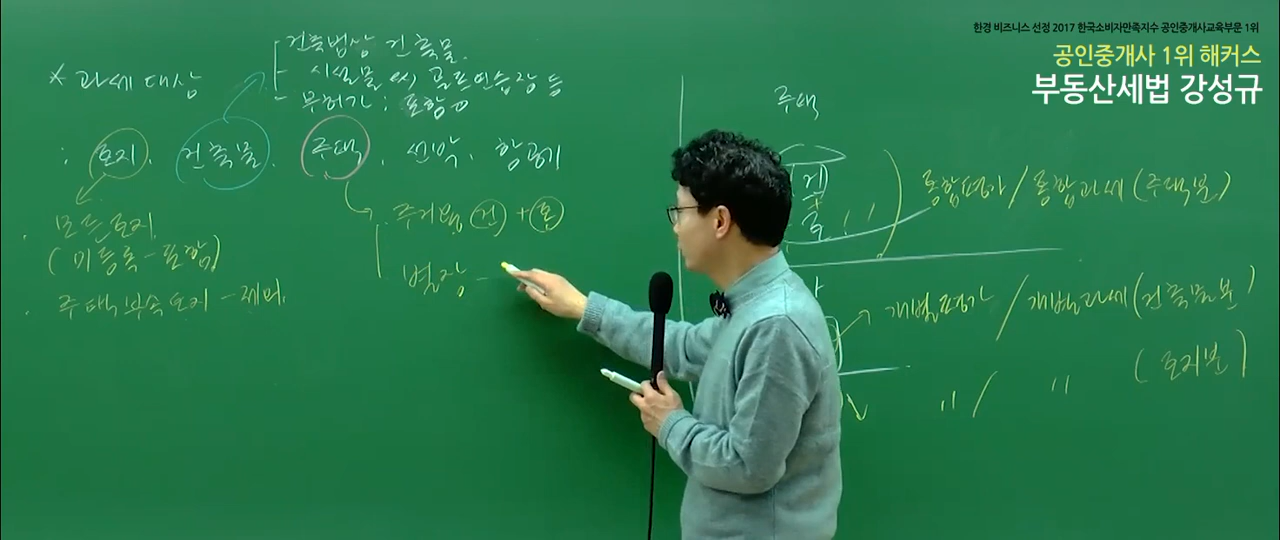 한경 비즈니스 선정 2017 한국소비자만족지수 공인중개사교육부문 1위
공인중개사 1위 해커스
부동산세법 강성규
* 과세대상
건축법상 건축물.
시설물 ex) 골프연습장 등
무허가 : 포함 O
: 토지, 건축물, 주택, 선박, 항공기
모든토지
(미등록-포함)
주택 부속토지 - 제외.
주거용 건 + 토
별장 -
주택
건
통합평가 / 통합과세 (주택분)
개별평가 / 개별과세 (건축물분)
" / " (토지분)